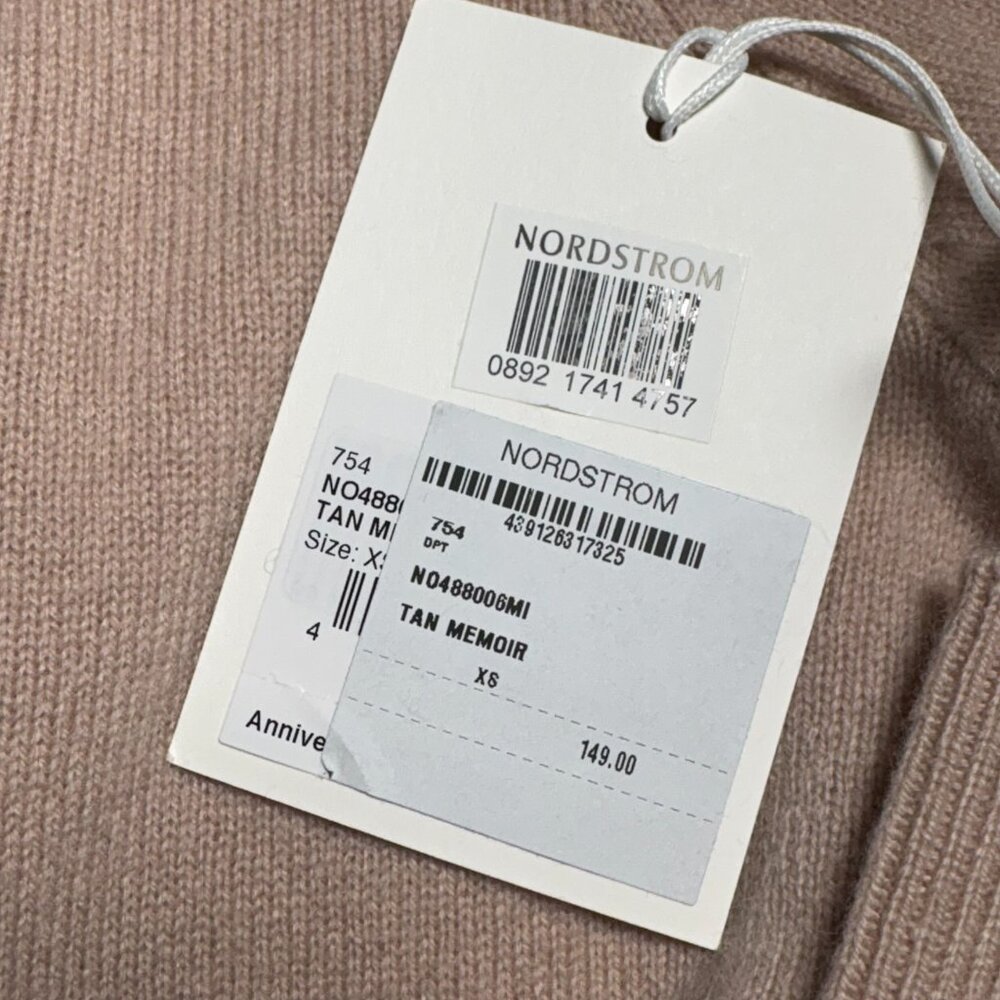 NORDSTROM
0892 1741 4757
754
NO488
TAN M
Size: X
4
Annive
NORDSTROM
439126317325
754
DPT
NO488006MI
TAN MEMOIR
XS
149.00